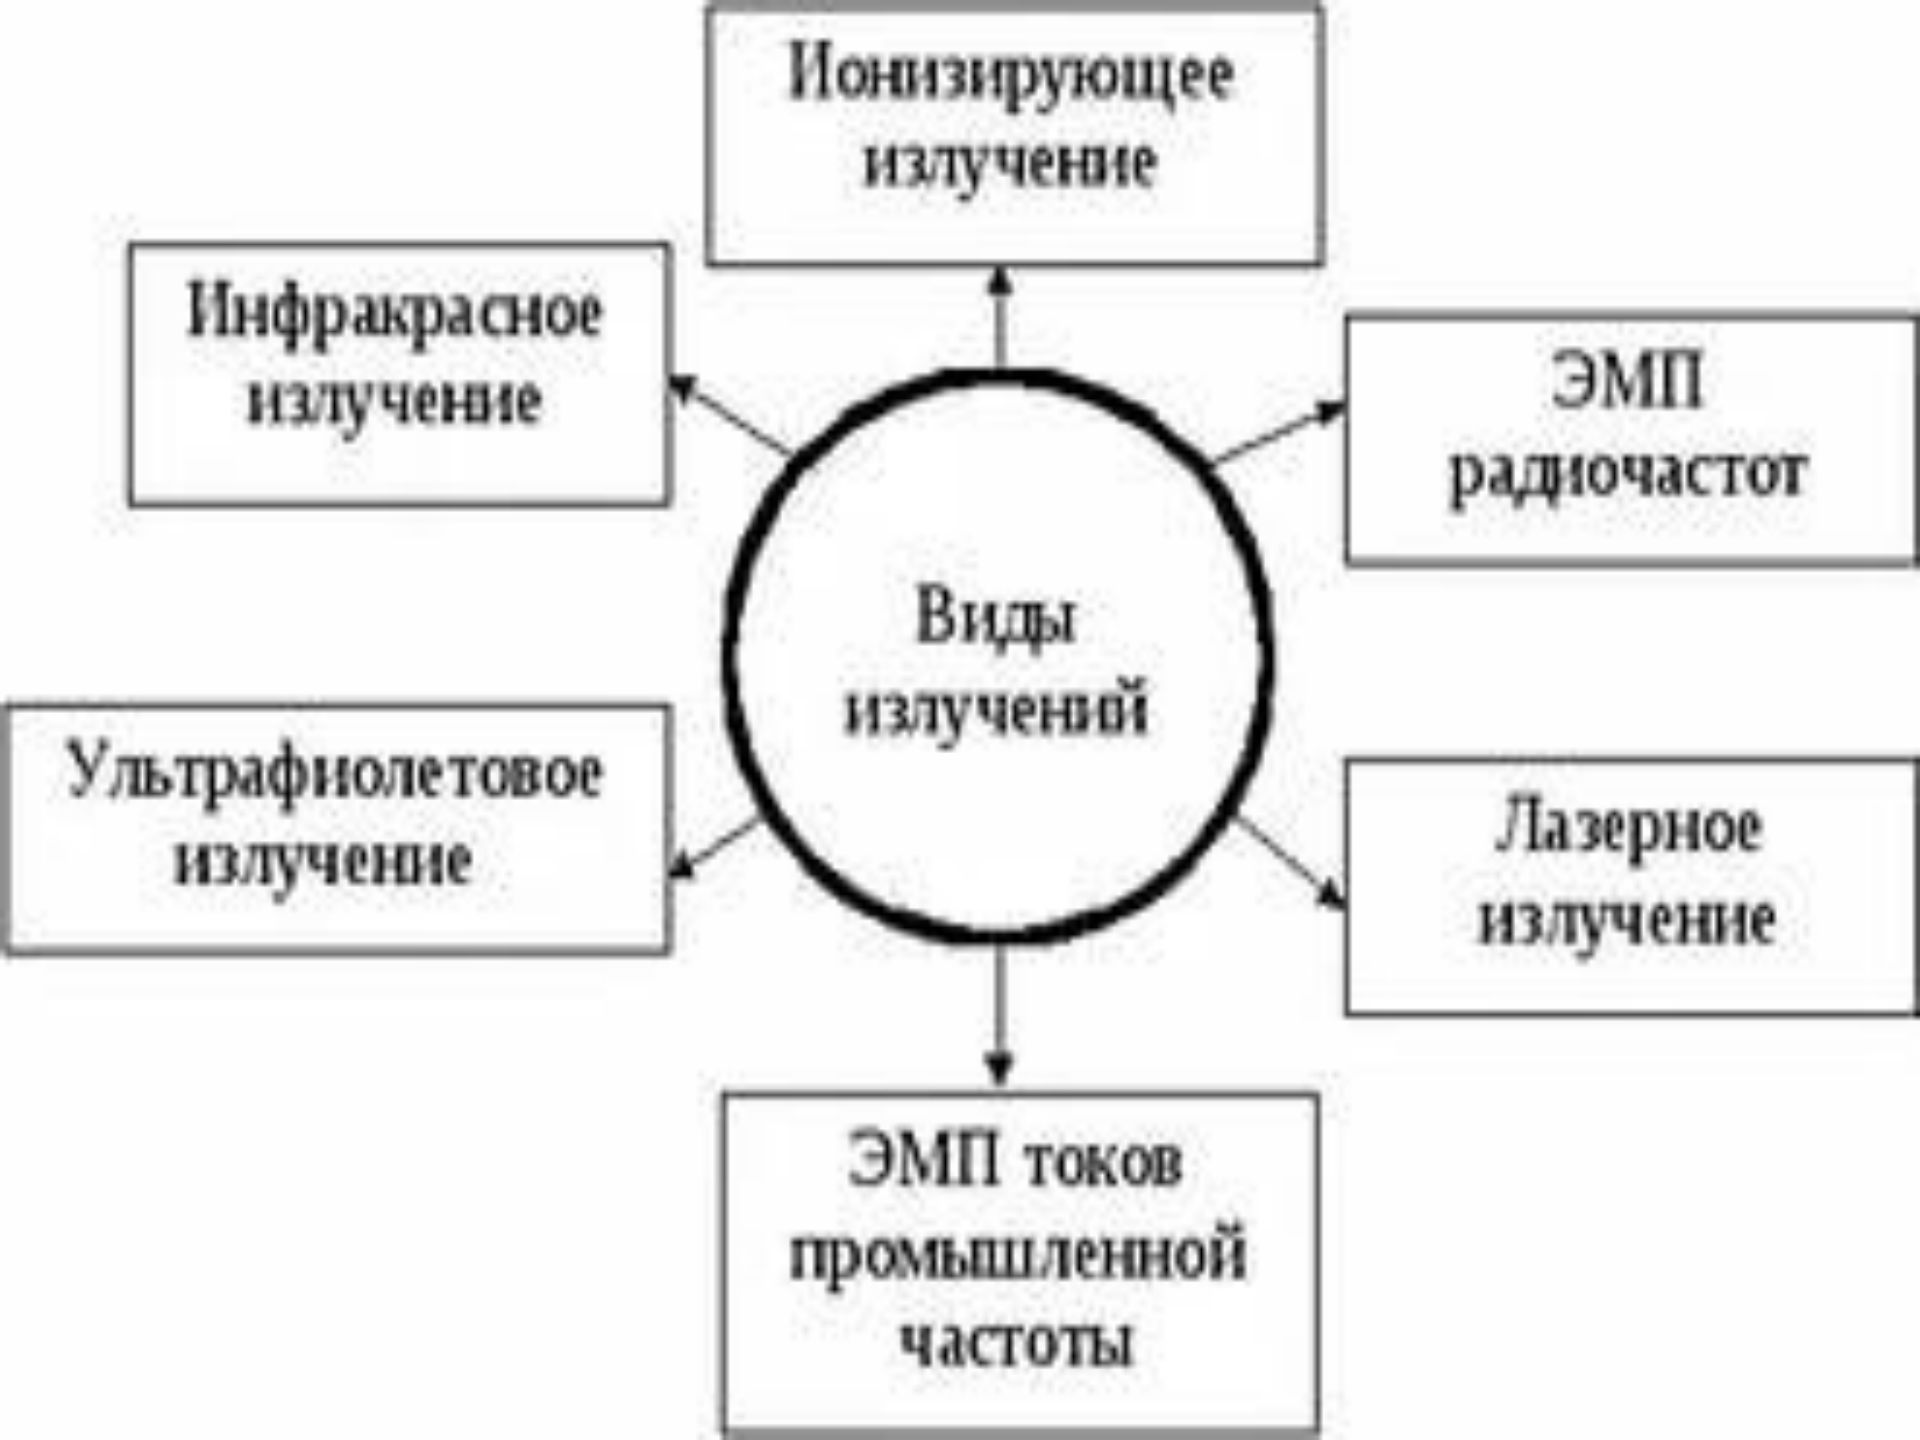 Ионизирующее
излучение
Инфракрасное
излучение
ЭМП
радиочастот
Виды
излучений
Ультрафиолетовое
излучение
Лазерное
излучение
ЭМП токов
промышленной
частоты